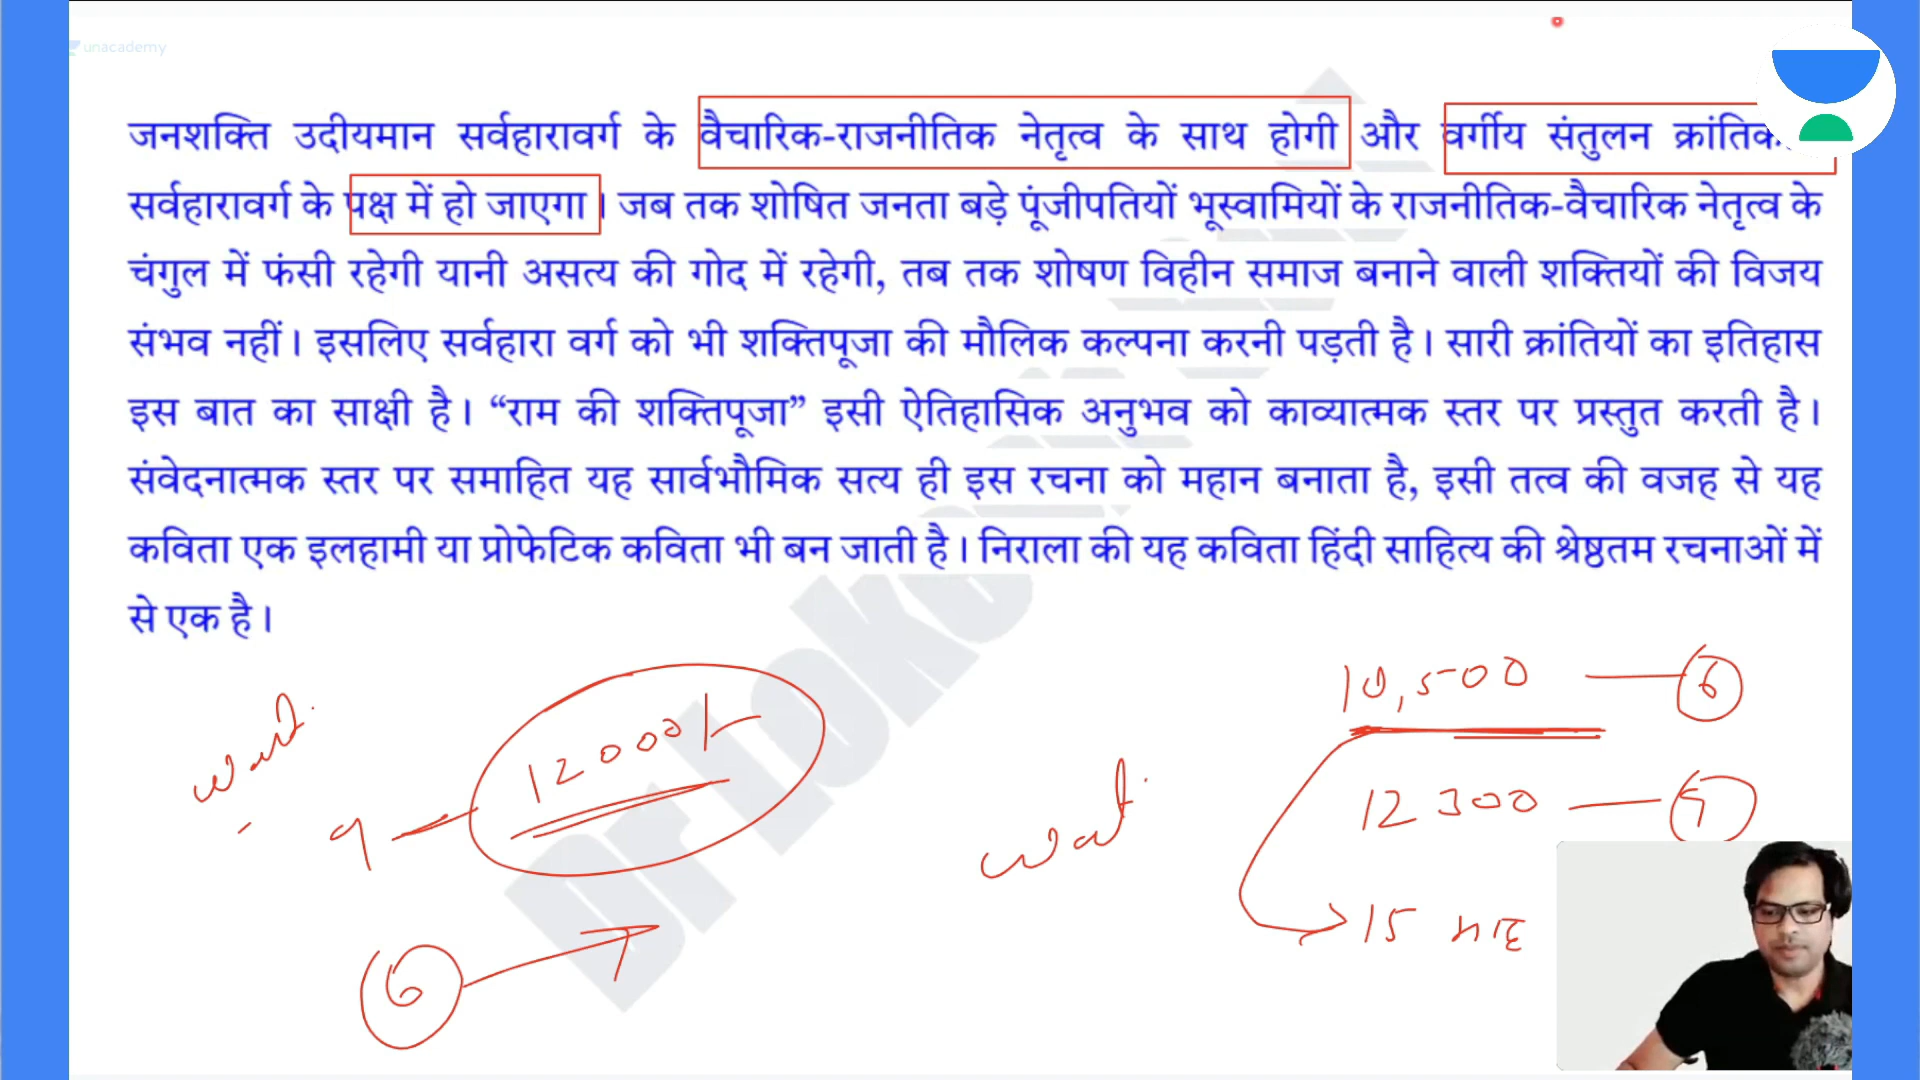 unacademy
जनशक्ति उदीयमान सर्वहारावर्ग के वैचारिक-राजनीतिक नेतृत्व के साथ होगी और वर्गीय संतुलन
सर्वहारावर्ग के पक्ष में हो जाएगा। जब तक शोषित जनता बड़े पूंजीपतियों भूस्वामियों के राजनीतिक-वैचारिक नेतृत्व के
चंगुल में फंसी रहेगी यानी असत्य की गोद में रहेगी, तब तक शोषण विहीन समाज बनाने वाली शक्तियों की विजय
संभव नहीं। इसलिए सर्वहारा वर्ग को भी शक्तिपूजा की मौलिक कल्पना करनी पड़ती है। सारी क्रांतियों का इतिहास
इस बात का साक्षी है। “राम की शक्तिपूजा” इसी ऐतिहासिक अनुभव को काव्यात्मक स्तर पर प्रस्तुत करती है।
संवेदनात्मक स्तर पर समाहित यह सार्वभौमिक सत्य ही इस रचना को महान बनाता है, इसी तत्व की वजह से यह
कविता एक इलहामी या प्रोफेटिक कविता भी बन जाती है। निराला की यह कविता हिंदी साहित्य की श्रेष्ठतम रचनाओं में
से एक है।
10,500 — 6
12000/-
12300 —
6
15